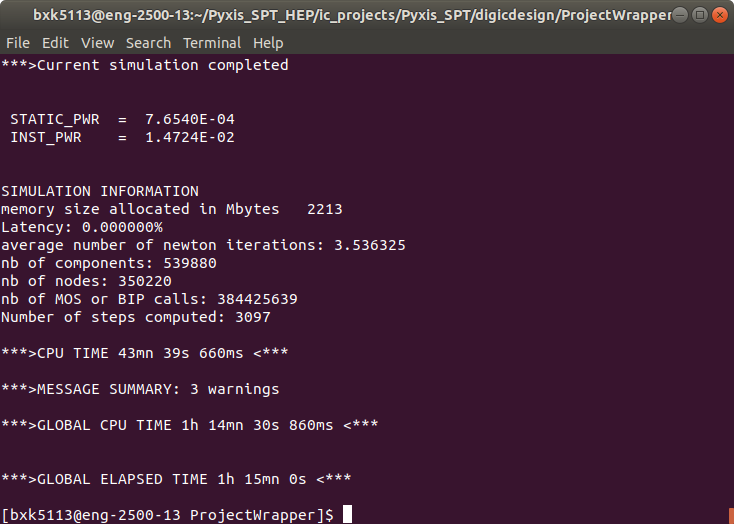 bxk5113@eng-2500-13:~/Pyxis_SPT_HEP/ic_projects/Pyxis_SPT/digicdesign/ProjectWrapper
File Edit View Search Terminal Help
***>Current simulation completed
STATIC_PWR = 7.6540E-04
INST_PWR = 1.4724E-02
SIMULATION INFORMATION
memory size allocated in Mbytes 2213
Latency: 0.000000%
average number of newton iterations: 3.536325
nb of components: 539880
nb of nodes: 350220
nb of MOS or BIP calls: 384425639
Number of steps computed: 3097
***>CPU TIME 43mn 39s 660ms <***
***>MESSAGE SUMMARY: 3 warnings
***>GLOBAL CPU TIME 1h 14mn 30s 860ms <***
***>GLOBAL ELAPSED TIME 1h 15mn 0s <***
[bxk5113@eng-2500-13 ProjectWrapper]$